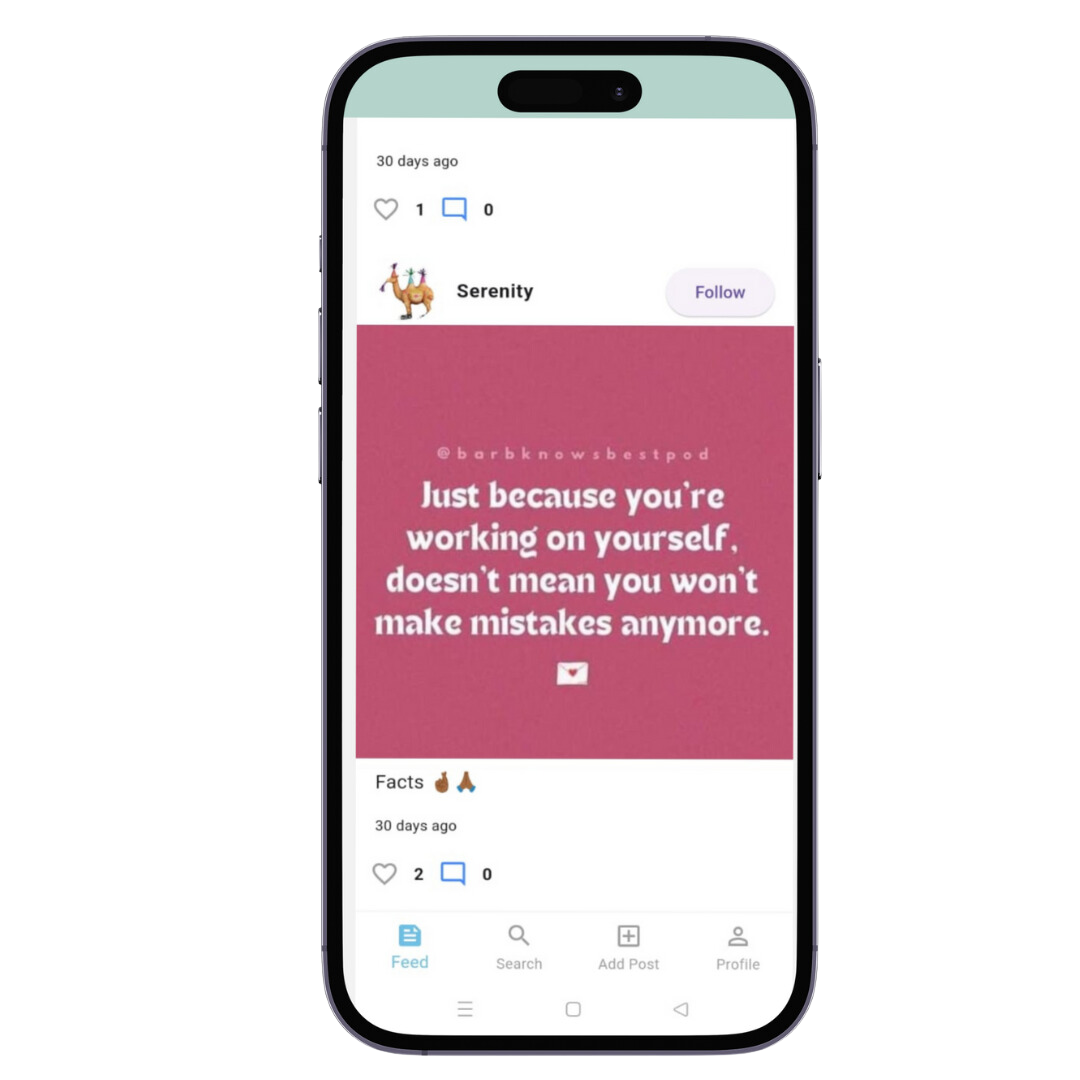 30 days ago
1 0
Serenity Follow
@barbknowsbestpod
Just because you're
working on yourself,
doesn't mean you won't
make mistakes anymore.
Facts
30 days ago
2 0
Feed Search Add Post Profile